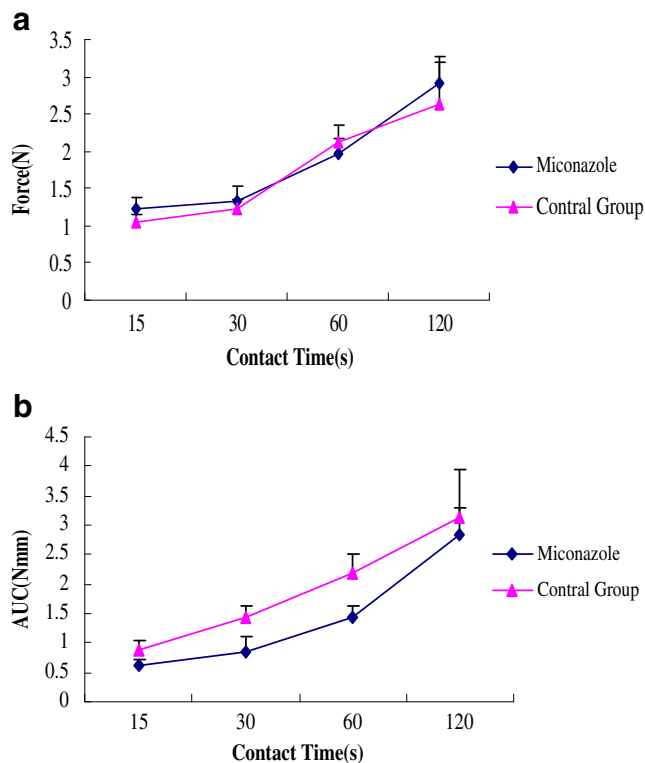 a
3.5
3
2.5
2
1.5
1
0.5
0
Force(N)
15 30 60 120
Contact Time(s)
Miconazole
Contral Group
b
4.5
4
3.5
3
2.5
2
1.5
1
0.5
0
AUC(Nmm)
15 30 60 120
Contact Time(s)
Miconazole
Contral Group